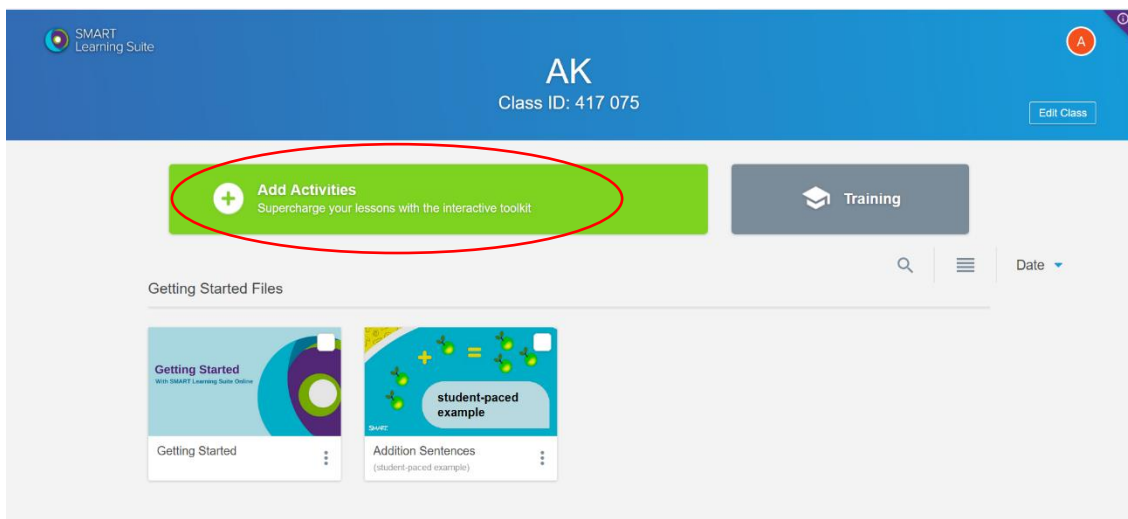 SMART
Learning Suite
A
AK
Class ID: 417 075
Edit Class
Add Activities
Supercharge your lessons with the interactive toolkit
Training
Date
Getting Started Files
Getting Started
With SMART Learning Suite Online
student-paced
example
SMART
Getting Started
Addition Sentences
(student-paced example)